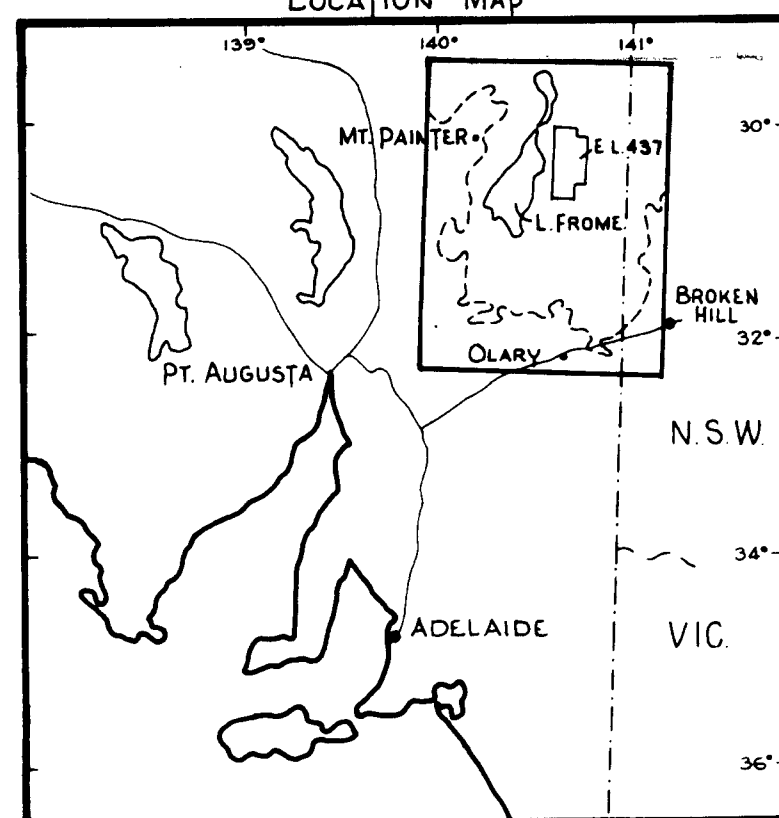 LOCATION MAP
139° 140° 141°
30°
MT. PAINTER
E.L.437
L. FROME
BROKEN
HILL
32°
OLARY
PT. AUGUSTA
N.S.W.
34°
ADELAIDE
VIC.
36°